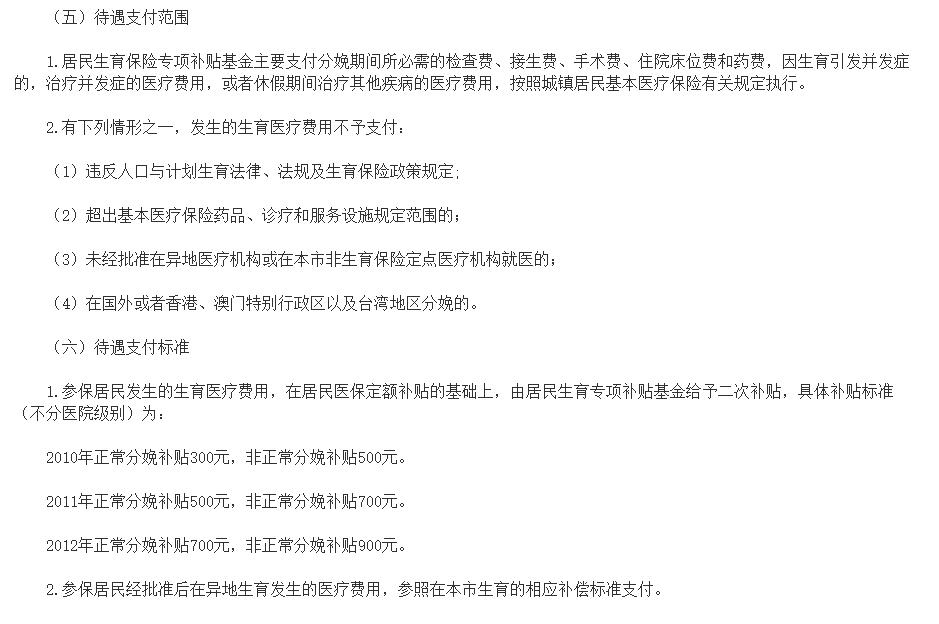 （五）待遇支付范围
1.居民生育保险专项补贴基金主要支付分娩期间所必需的检查费、接生费、手术费、住院床位费和药费，因生育引发并发症
的，治疗并发症的医疗费用，或者休假期间治疗其他疾病的医疗费用，按照城镇居民基本医疗保险有关规定执行。
2.有下列情形之一，发生的生育医疗费用不予支付：
（1）违反人口与计划生育法律、法规及生育保险政策规定；
（2）超出基本医疗保险药品、诊疗和服务设施规定范围的；
（3）未经批准在异地医疗机构或在本市非生育保险定点医疗机构就医的；
（4）在国外或者香港、澳门特别行政区以及台湾地区分娩的。
（六）待遇支付标准
1.参保居民发生的生育医疗费用，在居民医保定额补贴的基础上，由居民生育专项补贴基金给予二次补贴，具体补贴标准
（不分医院级别）为：
2010年正常分娩补贴300元，非正常分娩补贴500元。
2011年正常分娩补贴500元，非正常分娩补贴700元。
2012年正常分娩补贴700元，非正常分娩补贴900元。
2.参保居民经批准后在异地生育发生的医疗费用，参照在本市生育的相应补偿标准支付。